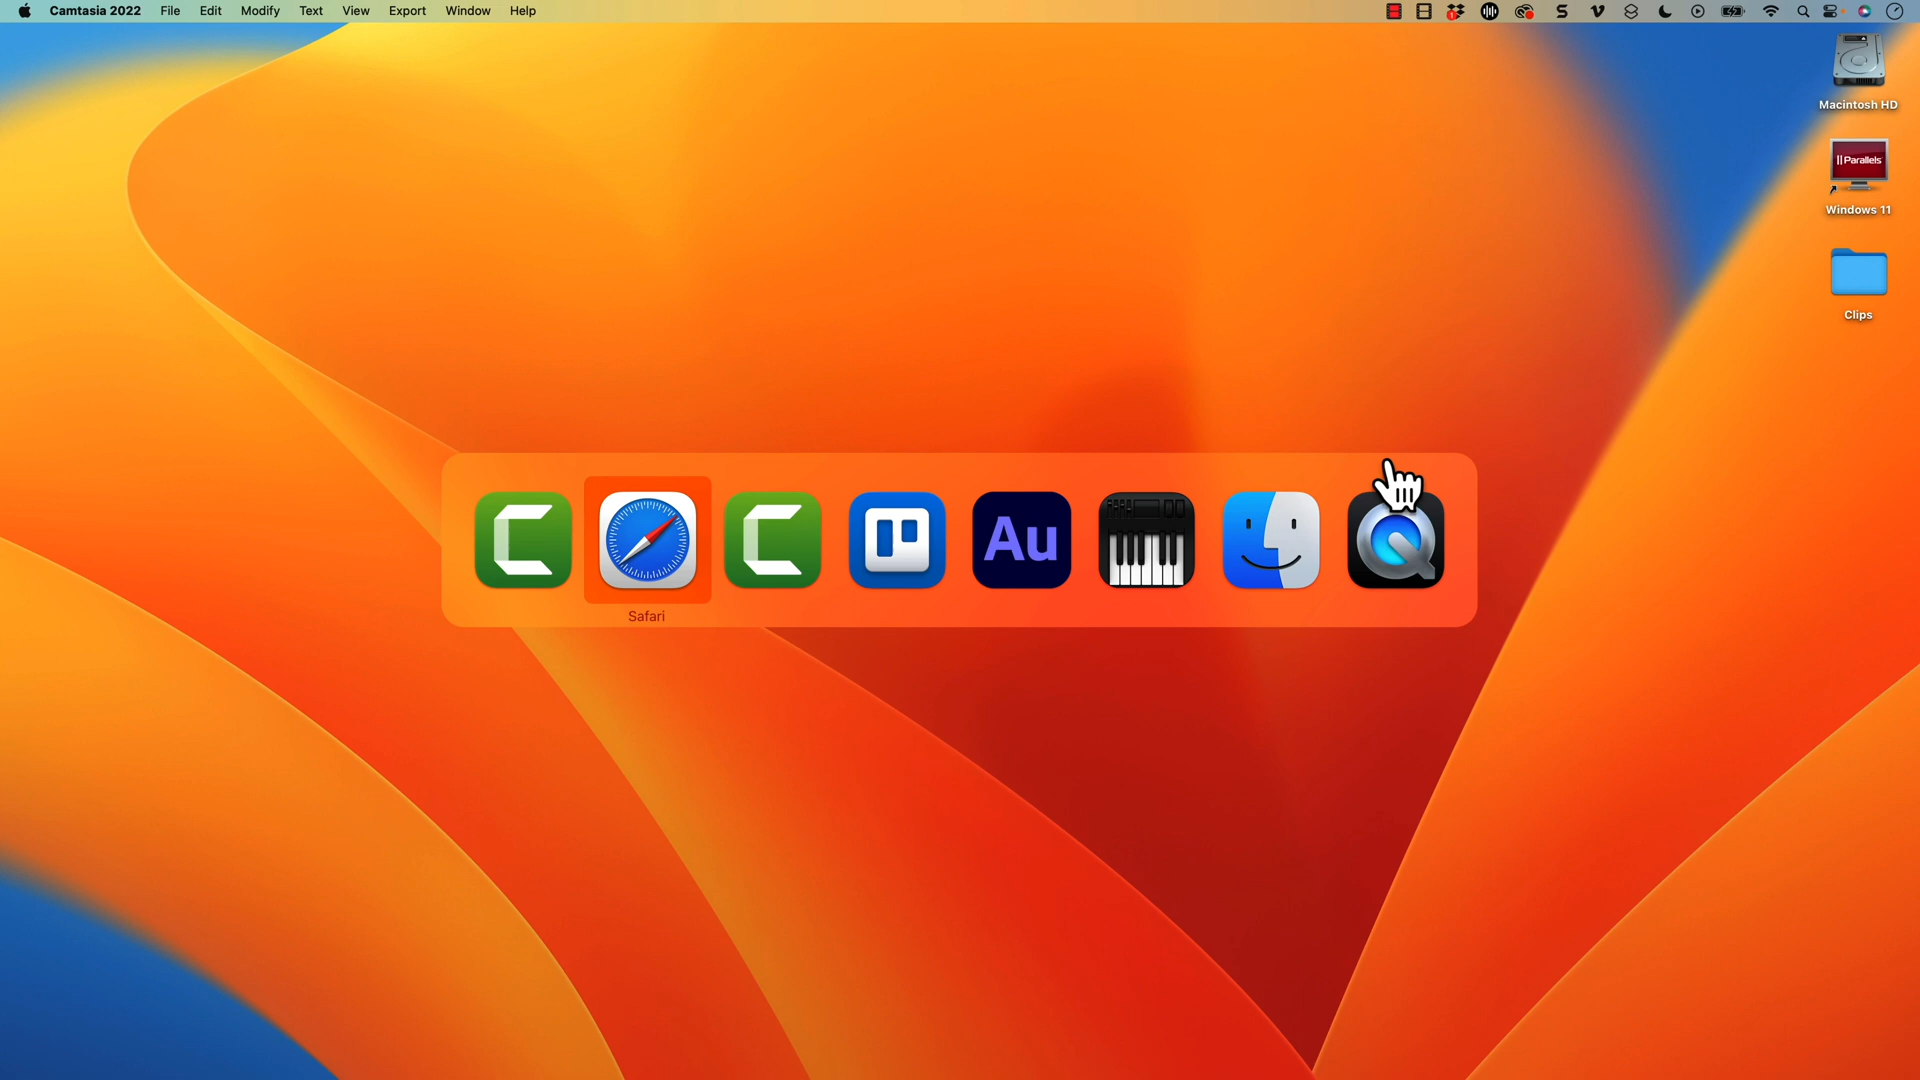 Camtasia 2022 File Edit Modify Text View Export Window Help
Macintosh HD
Parallels
Windows 11
Clips
Au
Safari